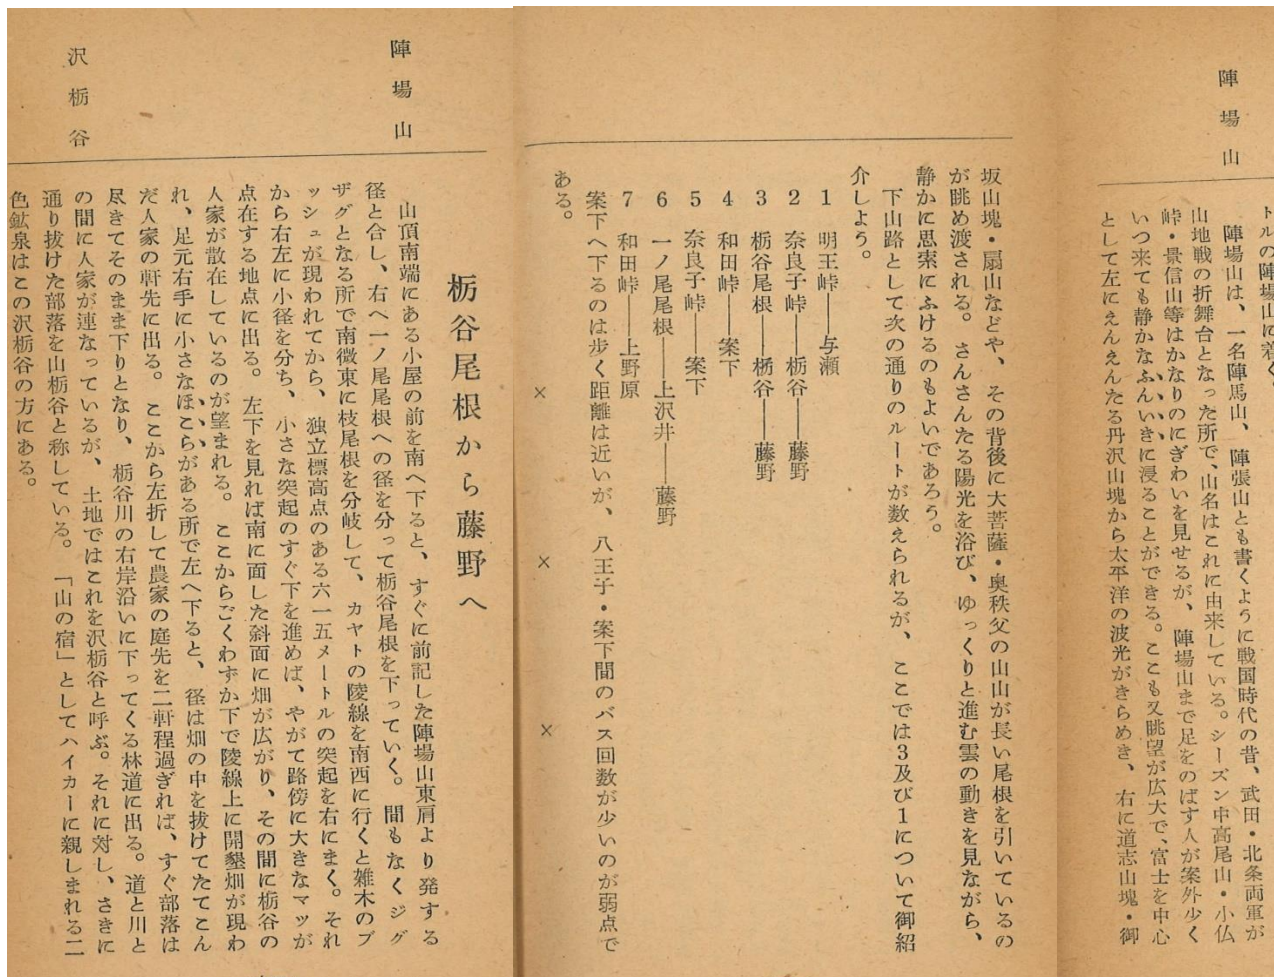 陣場山
トルの陣場山に着く。
陣場山は、一名陣馬山、陣張山とも書くように戦国時代の昔、武田・北条両軍が
山地戦の折舞台となった所で、山名はこれに由来している。シーズン中高尾山・小仏
峠・景信山等はかなりのにぎわいを見せるが、陣場山まで足をのばす人が案外少く
いつ来ても静かなふんいきに浸ることができる。ここも又眺望が広大で、富士を中心
として左にえんえんたる丹沢山塊から太平洋の波光がきらめき、右に道志山塊・御
坂山塊・扇山などや、その背後に大菩薩・奥秩父の山山が長い尾根を引いているの
が眺め渡される。さんさんたる陽光を浴び、ゆっくりと進む雲の動きを見ながら、
静かに思索にふけるのもよいであろう。
下山路として次の通りのルートが数えられるが、ここでは3及び1について御紹
介しよう。
1 明王峠――与瀬
2 奈良子峠――栃谷――藤野
3 栃谷尾根――栃谷――藤野
4 和田峠――案下
5 奈良子峠――案下
6 一ノ尾尾根――上沢井――藤野
7 和田峠――上野原
案下へ下るのは歩く距離は近いが、八王子・案下間のバス回数が少いのが弱点で
ある。
× × ×
陣場山
栃谷尾根から藤野へ
山頂南端にある小屋の前を南へ下ると、すぐに前記した陣場山東肩より発する
径と合し、右へ一ノ尾尾根への径を分って栃谷尾根を下っていく。間もなくジグ
ザグとなる所で南微東に枝尾根を分岐して、カヤトの陵線を南西に行くと雑木のブ
ッシュが現われてから、独立標高点のある六一五メートルの突起を右にまく。それ
から右左に小径を分ち、小さな突起のすぐ下を進めば、やがて路傍に大きなマツが
点在する地点に出る。左下を見れば南に面した斜面に畑が広がり、その間に栃谷の
人家が散在しているのが望まれる。ここからごくわずか下で陵線上に開墾畑が現わ
れ、足元右手に小さなほこらがある所で左へ下ると、径は畑の中を抜けてたてこん
だ人家の軒先に出る。ここから左折して農家の庭先を二軒程過ぎれば、すぐ部落は
尽きてそのまま下りとなり、栃谷川の右岸沿いに下ってくる林道に出る。道と川と
の間に人家が連なっているが、土地ではこれを沢栃谷と呼ぶ。それに対し、さきに
通り抜けた部落を山栃谷と称している。「山の宿」としてハイカーに親しまれる二
色鉱泉はこの沢栃谷の方にある。
沢栃谷